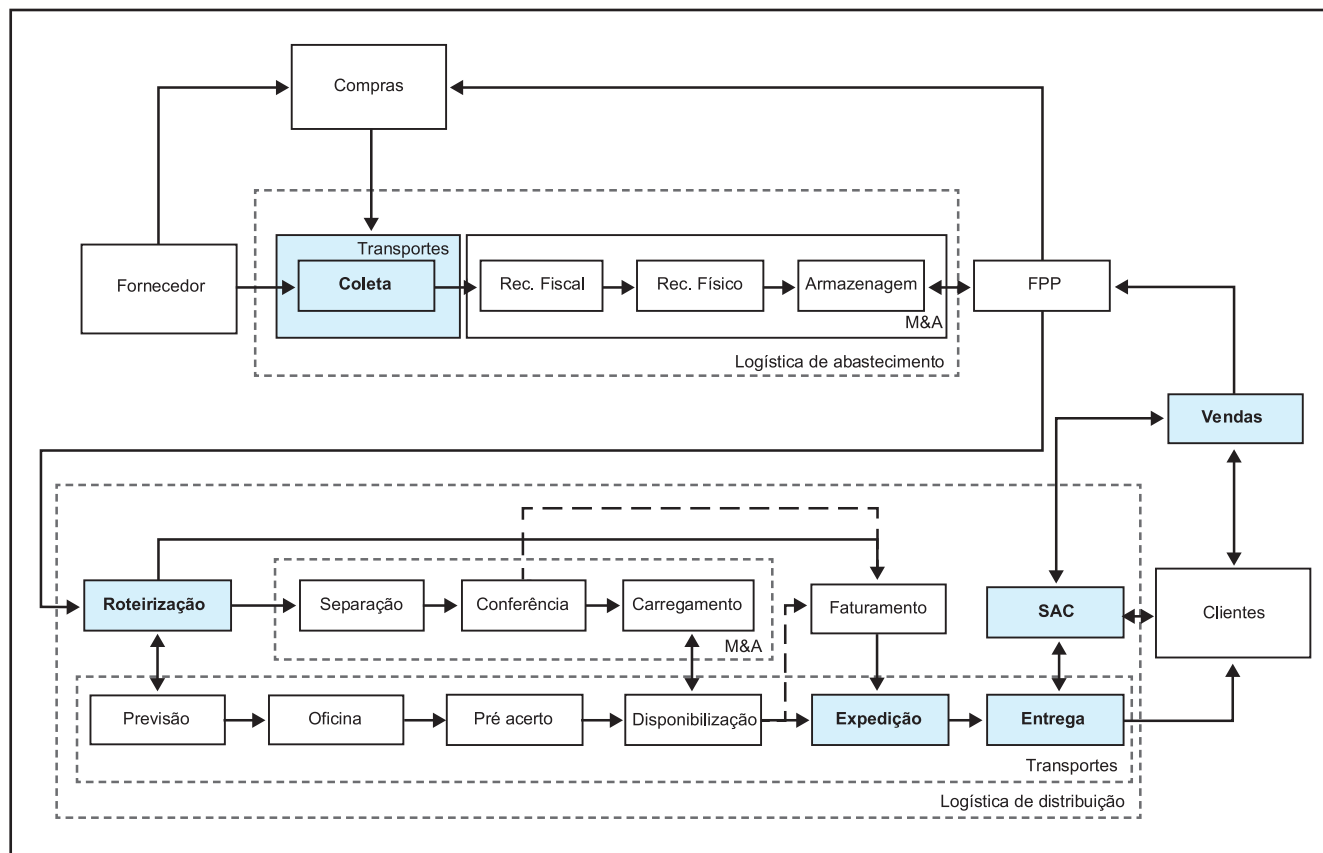 Compras
Transportes
Fornecedor
Coleta
Rec. Fiscal
Rec. Físico
Armazenagem
FPP
M&A
Logística de abastecimento
Vendas
Roteirização
Separação
Conferência
Carregamento
Faturamento
SAC
Clientes
M&A
Previsão
Oficina
Pré acerto
Disponibilização
Expedição
Entrega
Transportes
Logística de distribuição